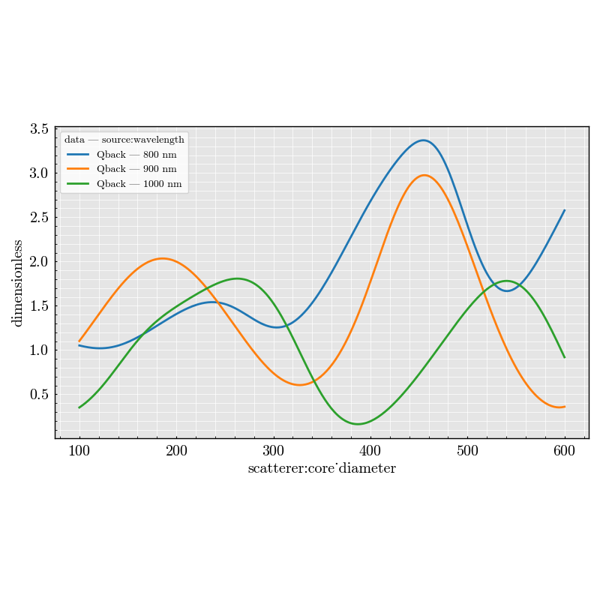 data — source:wavelength
Qback — 800 nm
Qback — 900 nm
Qback — 1000 nm
3.5
3.0
2.5
2.0
1.5
1.0
0.5
dimensionless
100 200 300 400 500 600
scatterer:core˙diameter